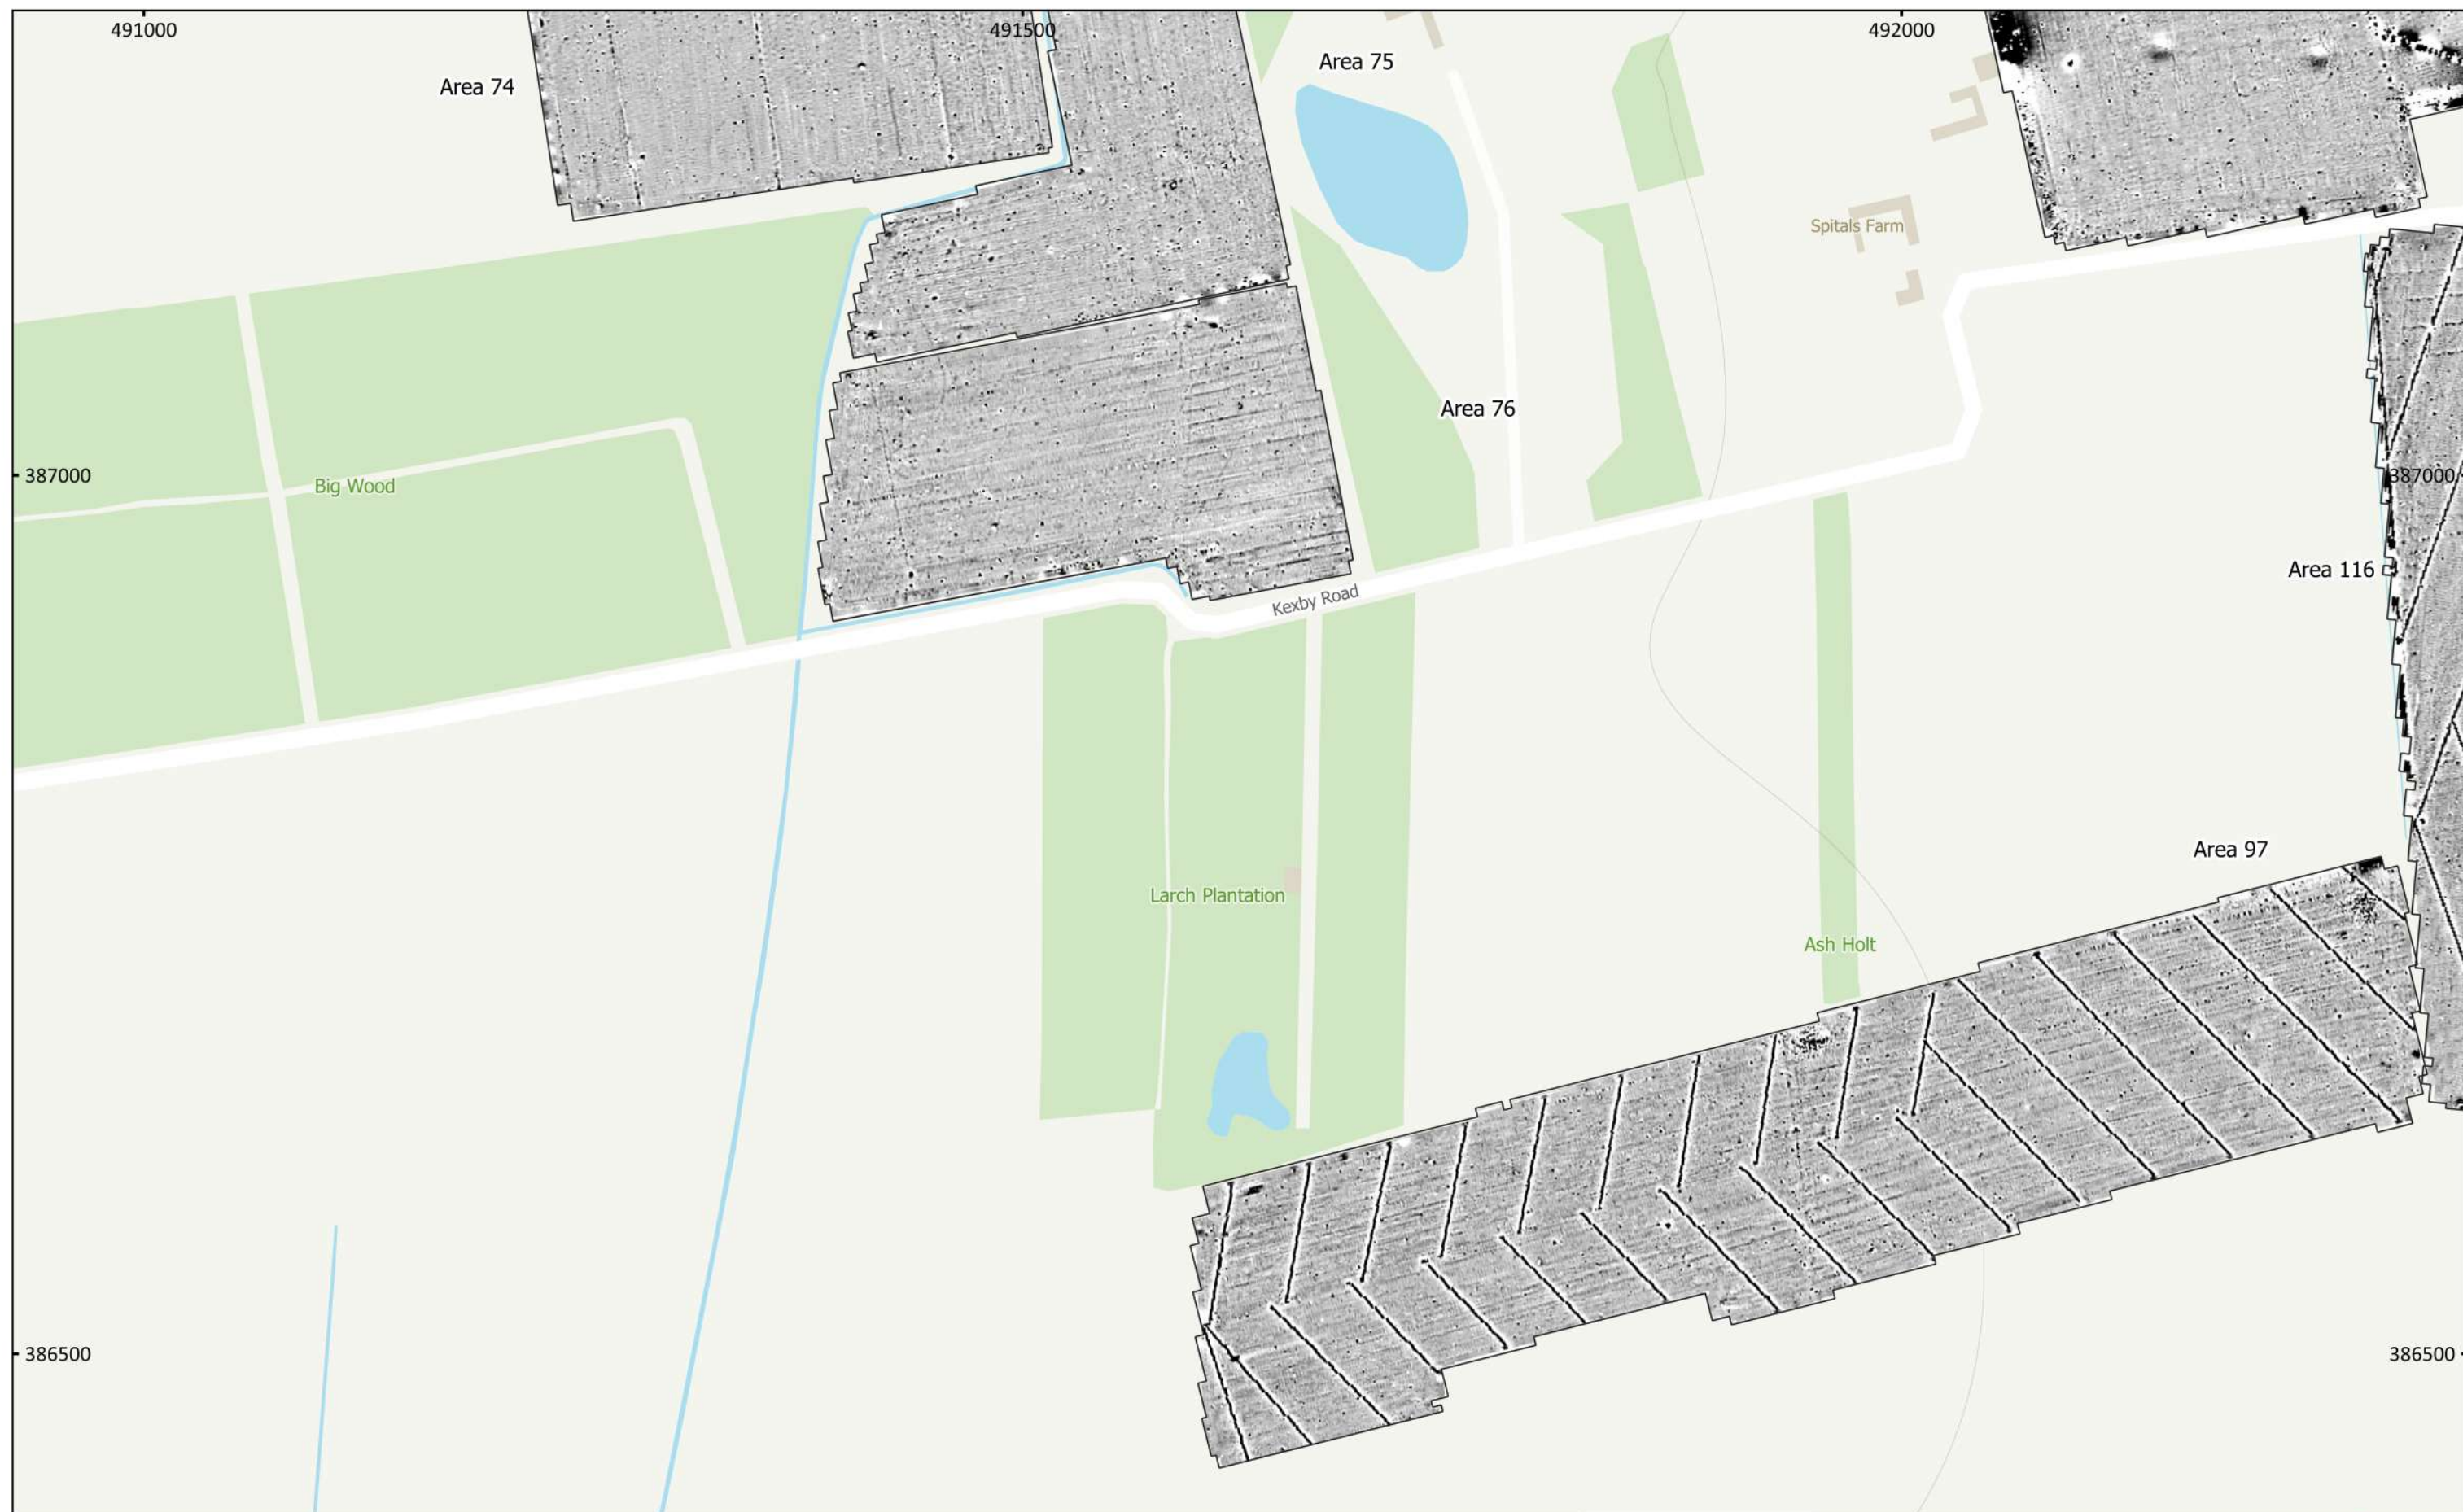 491000
491500
492000
Area 75
Area 74
Spitals Farm
Area 76
387000
387000
Big Wood
Area 116
Kexby Road
Area 97
Larch Plantation
Ash Holt
386500
386500